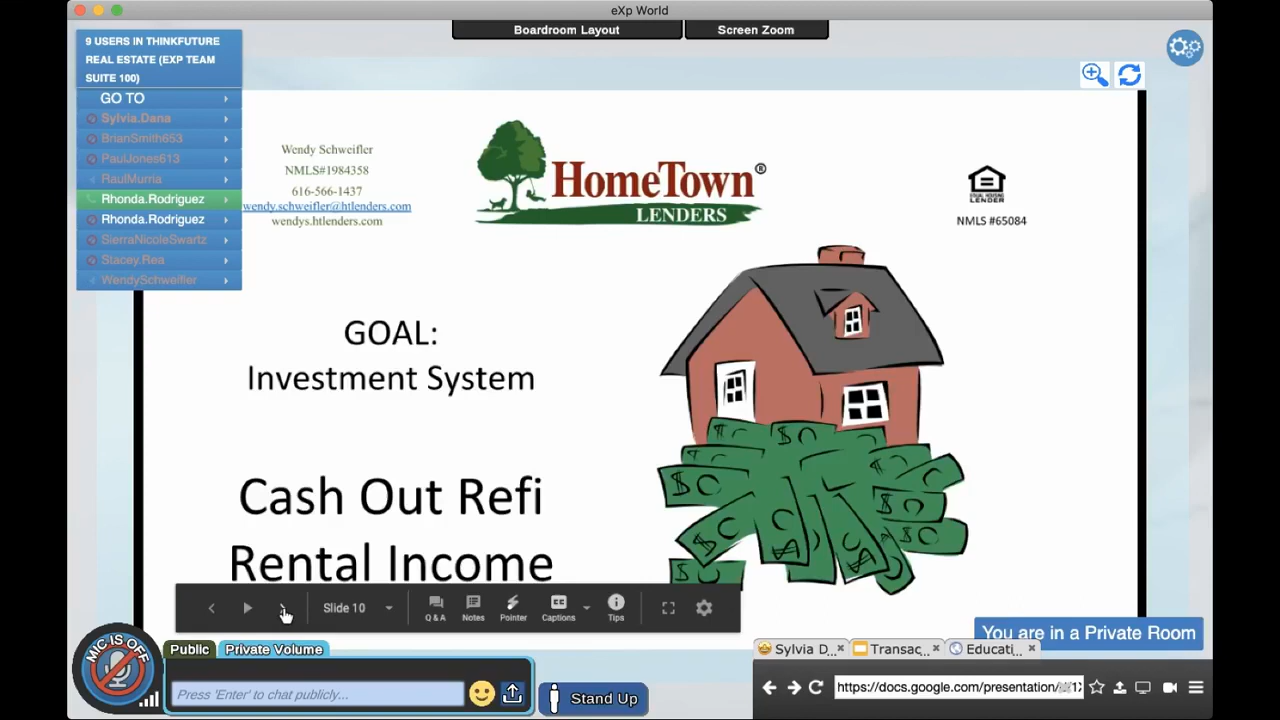 eXp World
Boardroom Layout
Screen Zoom
9 USERS IN THINKFUTURE
REAL ESTATE (EXP TEAM
SUITE 100)
GO TO
Sylvia.Dana
BrianSmith653
PaulJones613
RaulMuma
Rhonda.Rodriguez
Rhonda.Rodriguez
SierraNicoleSwartz
Stacey.Rea
WendySchweifler
Wendy Schweifler
NMLS#1984358
616-566-1437
wendy.schweifler@htlenders.com
wendys.htlenders.com
HomeTown®
LENDERS
EQUAL HOUSING
LENDER
NMLS #65084
GOAL:
Investment System
Cash Out Refi
Rental Income
Slide 10
Q & A
Notes
Pointer
CC
Captions
Tips
You are in a Private Room
MIC IS OFF
Public
Private Volume
Press 'Enter' to chat publicly...
Stand Up
Sylvia D...
Transac...
Educati...
https://docs.google.com/presentation/